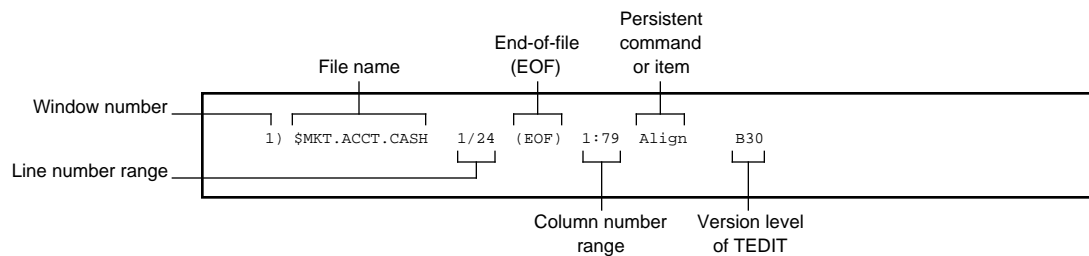 Persistent
command
or item
End-of-file
(EOF)
File name
Window number
1) $MKT.ACCT.CASH 1/24 (EOF) 1:79 Align B30
Line number range
Column number
range
Version level
of TEDIT